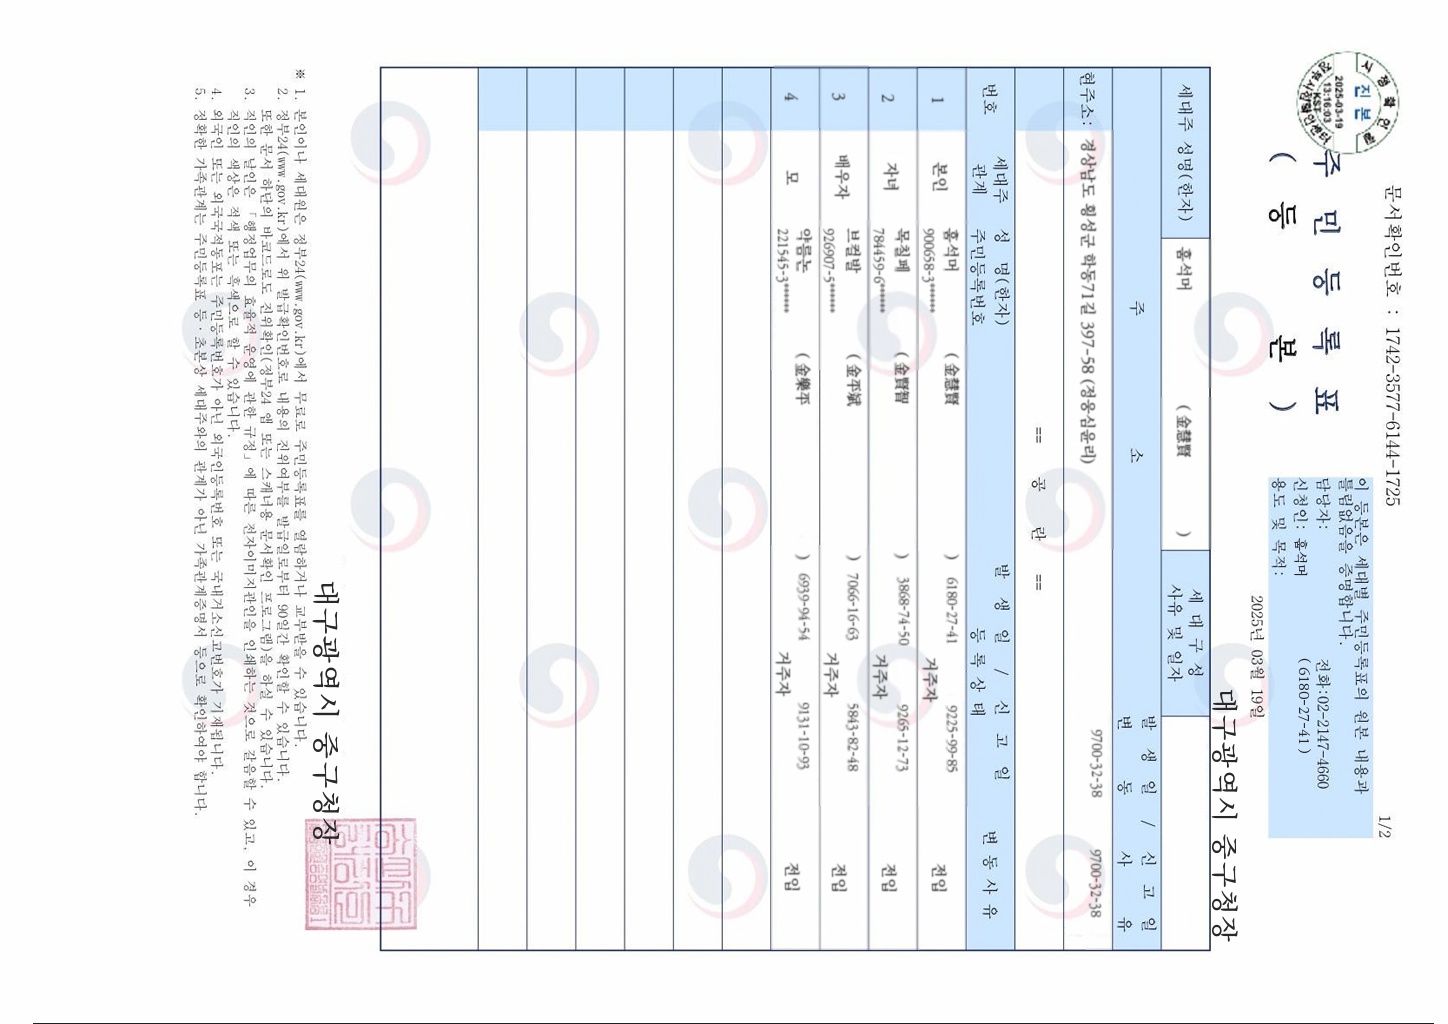 문서확인번호 : 1742-3577-6144-1725
1/2
시점확인필
진본
2025-03-19
13:16:03
KST
주 민 등 록 표
( 등 본 )
이 등본은 세대별 주민등록표의 원본 내용과
틀림없음을 증명합니다.
담당자: 전화:02-2147-4660
신청인: 홍석머 (6180-27-41)
용도 및 목적:
2025년 03월 19일
대구광역시 중구청장
세대주 성명(한자) 홍석머 ( 金慧賢 ) 세 대 구 성
사유 및 일자
주 소 발 생 일 / 신 고 일
변 동 사 유
현주소: 경상남도 횡성군 학동71길 397-58 (정웅심윤리) 9700-32-38 9700-32-38
== 공 란 ==
번호 세대주 관계 성 명(한자) 주민등록번호 발 생 일 / 신 고 일 등 록 상 태 변 동 사 유
1 본인 홍석머 ( 金慧賢 ) 6180-27-41 9225-99-85 전입
900658-3****** 거주자
2 자녀 목칠페 ( 金賢智 ) 3868-74-50 9265-12-73 전입
784459-6****** 거주자
3 배우자 브컬발 ( 金平斌 ) 7066-16-63 5843-82-48 전입
926907-5****** 거주자
4 모 약름는 ( 金樂平 ) 6939-94-54 9131-10-93 전입
221545-3****** 거주자
대구광역시 중구청장
※ 1. 본인이나 세대원은 정부24(www.gov.kr)에서 무료로 주민등록표를 열람하거나 교부받을 수 있습니다.
2. 정부24(www.gov.kr)에서 위 발급확인번호로 내용의 진위여부를 발급일로부터 90일간 확인할 수 있습니다.
또한 문서 하단의 바코드로도 진위확인(정부24 앱 또는 스캐너용 문서확인 프로그램)을 하실 수 있습니다.
3. 직인의 날인은 「행정업무의 효율적 운영에 관한 규정」에 따른 전자이미지관인을 인쇄하는 것으로 갈음할 수 있고, 이 경우
직인의 색상은 적색 또는 흑색으로 할 수 있습니다.
4. 외국인 또는 외국국적동포는 주민등록번호가 아닌 외국인등록번호 또는 국내거소신고번호가 기재됩니다.
5. 정확한 가족관계는 주민등록표 등·초본상 세대주와의 관계가 아닌 가족관계증명서 등으로 확인하여야 합니다.